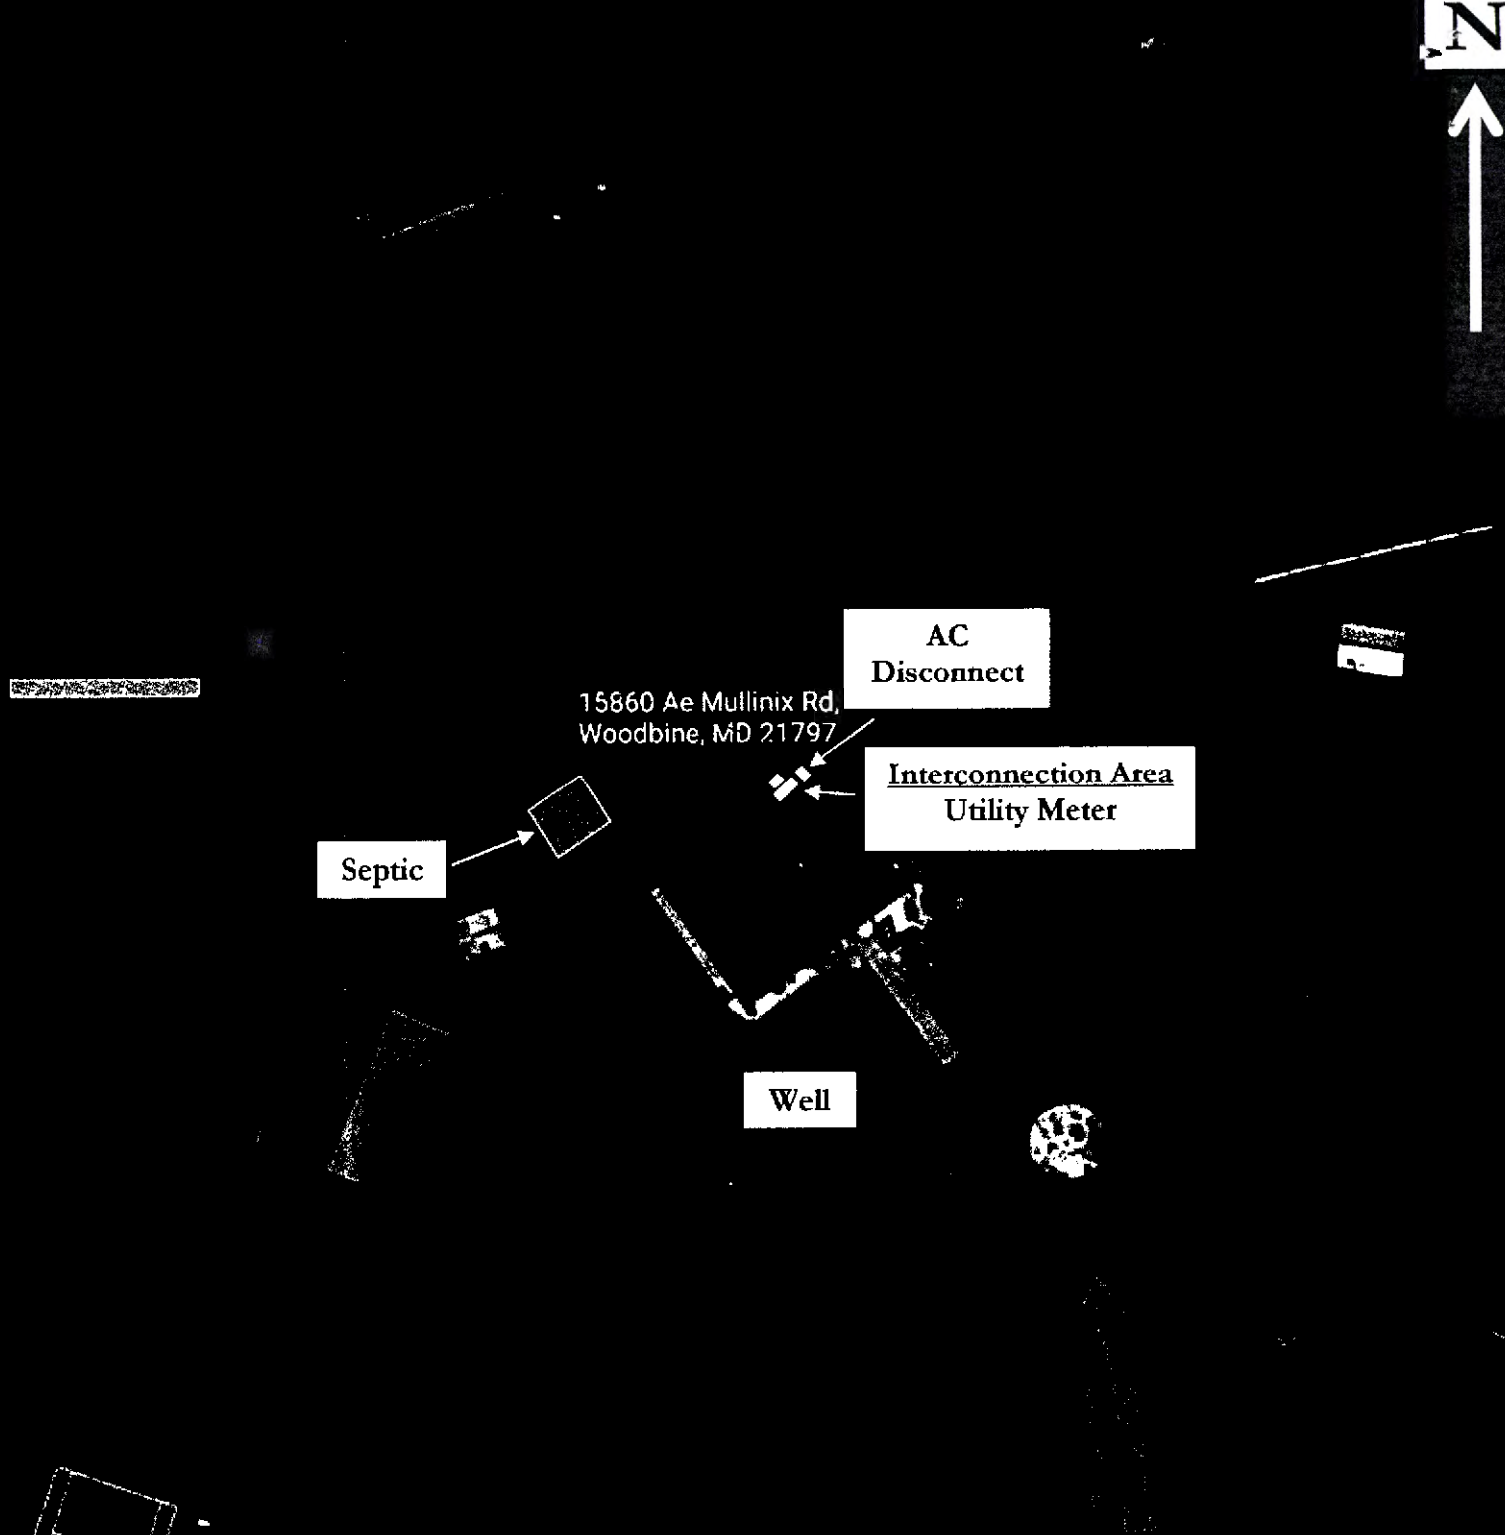 N
AC
Disconnect
15860 Ae Mullinix Rd,
Woodbine, MD 21797
Interconnection Area
Utility Meter
Septic
Well